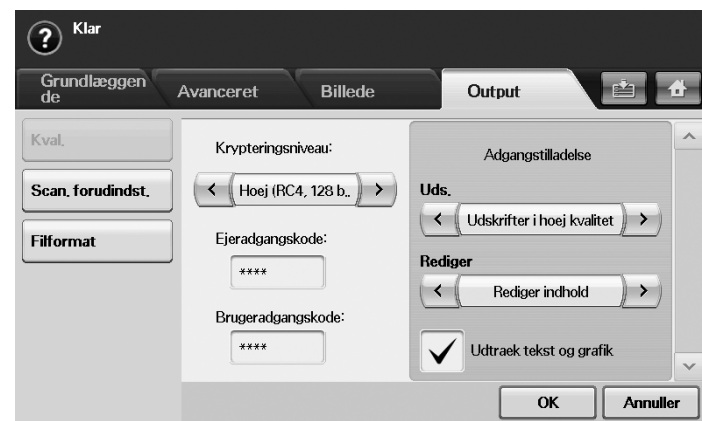 Klar
Grundlæggen
de
Avanceret
Billede
Output
Kval.
Scan. forudindst.
Filformat
Krypteringsniveau:
Hoej (RC4, 128 b..
Ejeradgangskode:
****
Brugeradgangskode:
****
Adgangstilladelse
Uds.
Udskrifter i hoej kvalitet
Rediger
Rediger indhold
Udtraek tekst og grafik
OK
Annuller